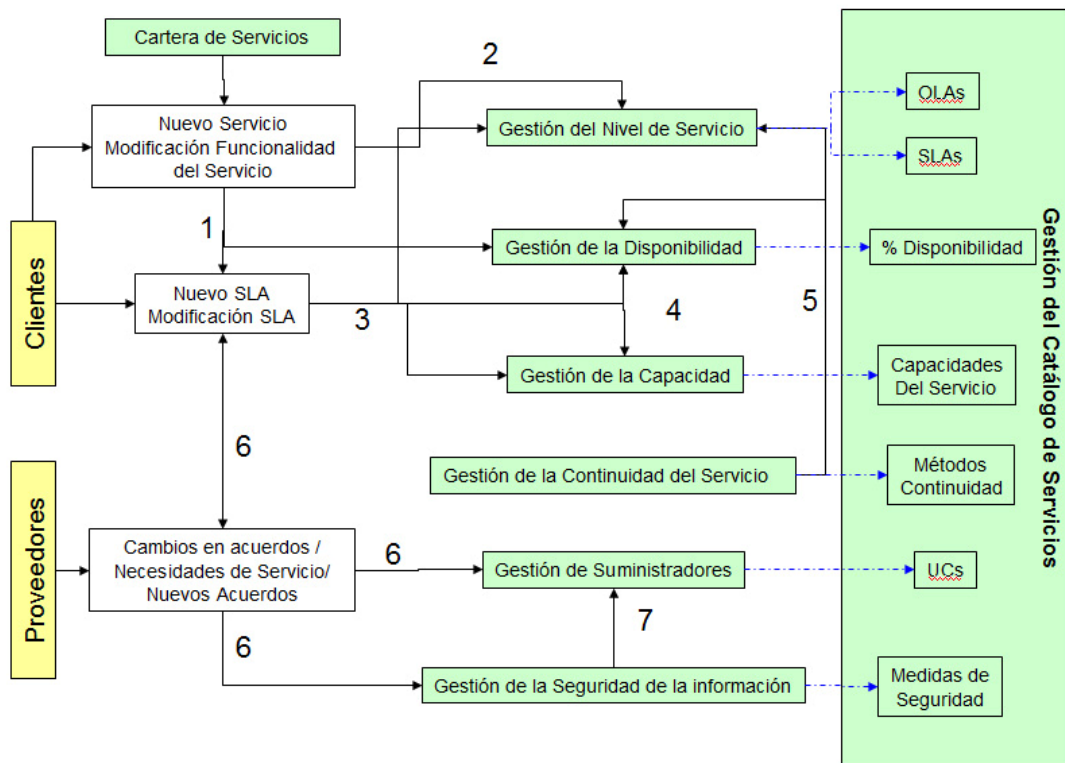 Cartera de Servicios
2
OLAs
Nuevo Servicio
Modificación Funcionalidad
del Servicio
Gestión del Nivel de Servicio
SLAs
Clientes
1
Gestión de la Disponibilidad
% Disponibilidad
Nuevo SLA
Modificación SLA
3
4
5
Gestión de la Capacidad
Capacidades
Del Servicio
Gestión del Catálogo de Servicios
6
Gestión de la Continuidad del Servicio
Métodos
Continuidad
Proveedores
Cambios en acuerdos /
Necesidades de Servicio/
Nuevos Acuerdos
6
Gestión de Suministradores
UCs
6
7
Gestión de la Seguridad de la información
Medidas de
Seguridad